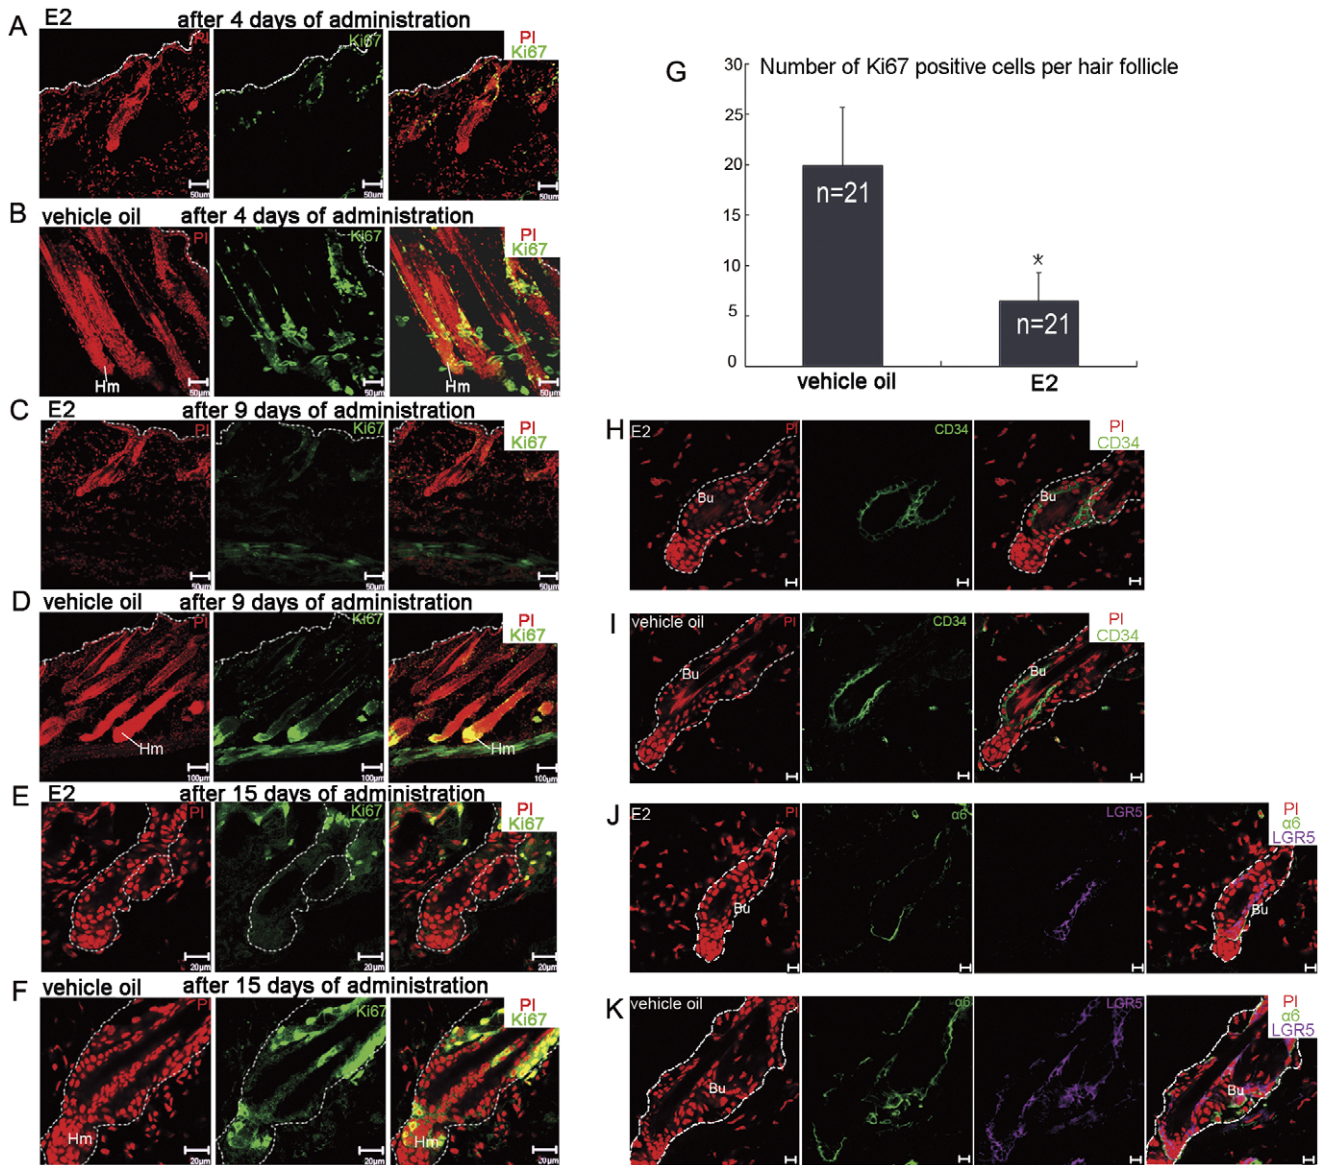 A E2 after 4 days of administration
PI Ki67 PI
Ki67
50µm 50µm 50µm
B vehicle oil after 4 days of administration
PI Ki67 PI
Ki67
Hm Hm
50µm 50µm 50µm
C E2 after 9 days of administration
PI Ki67 PI
Ki67
50µm 50µm 50µm
D vehicle oil after 9 days of administration
PI Ki67 PI
Ki67
Hm Hm
100µm 100µm 100µm
E E2 after 15 days of administration
PI Ki67 PI
Ki67
20µm 20µm 20µm
F vehicle oil after 15 days of administration
PI Ki67 PI
Ki67
Hm Hm
20µm 20µm 20µm
G Number of Ki67 positive cells per hair follicle
30
25
20
15
10
5
0
n=21
*
n=21
vehicle oil E2
H E2 PI CD34 PI
CD34
Bu Bu
I vehicle oil PI CD34 PI
CD34
Bu Bu
J E2 PI α6 LGR5 PI
α6
LGR5
Bu Bu
K vehicle oil PI α6 LGR5 PI
α6
LGR5
Bu Bu